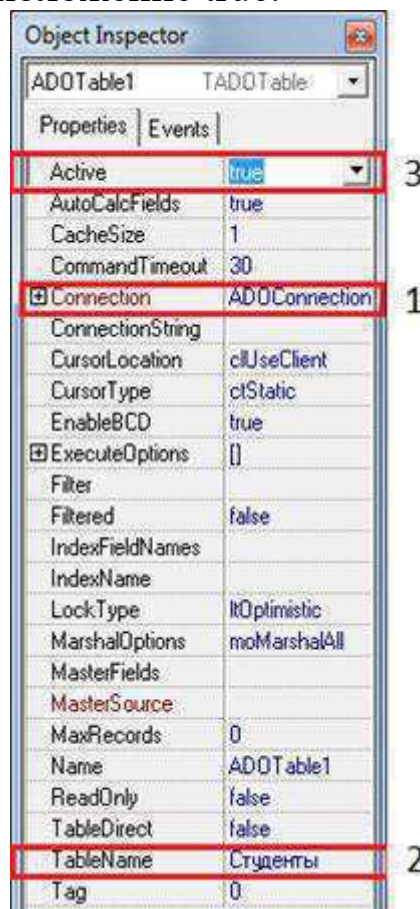 Object Inspector
ADOTable1 TADOTable
Properties Events
Active true 3
AutoCalcFields true
CacheSize 1
CommandTimeout 30
Connection ADOConnection 1
ConnectionString
CursorLocation clUseClient
CursorType ctStatic
EnableBCD true
ExecuteOptions []
Filter
Filtered false
IndexFieldNames
IndexName
LockType ltOptimistic
MarshalOptions moMarshalAll
MasterFields
MasterSource
MaxRecords 0
Name ADOTable1
ReadOnly false
TableDirect false
TableName Студенты 2
Tag 0